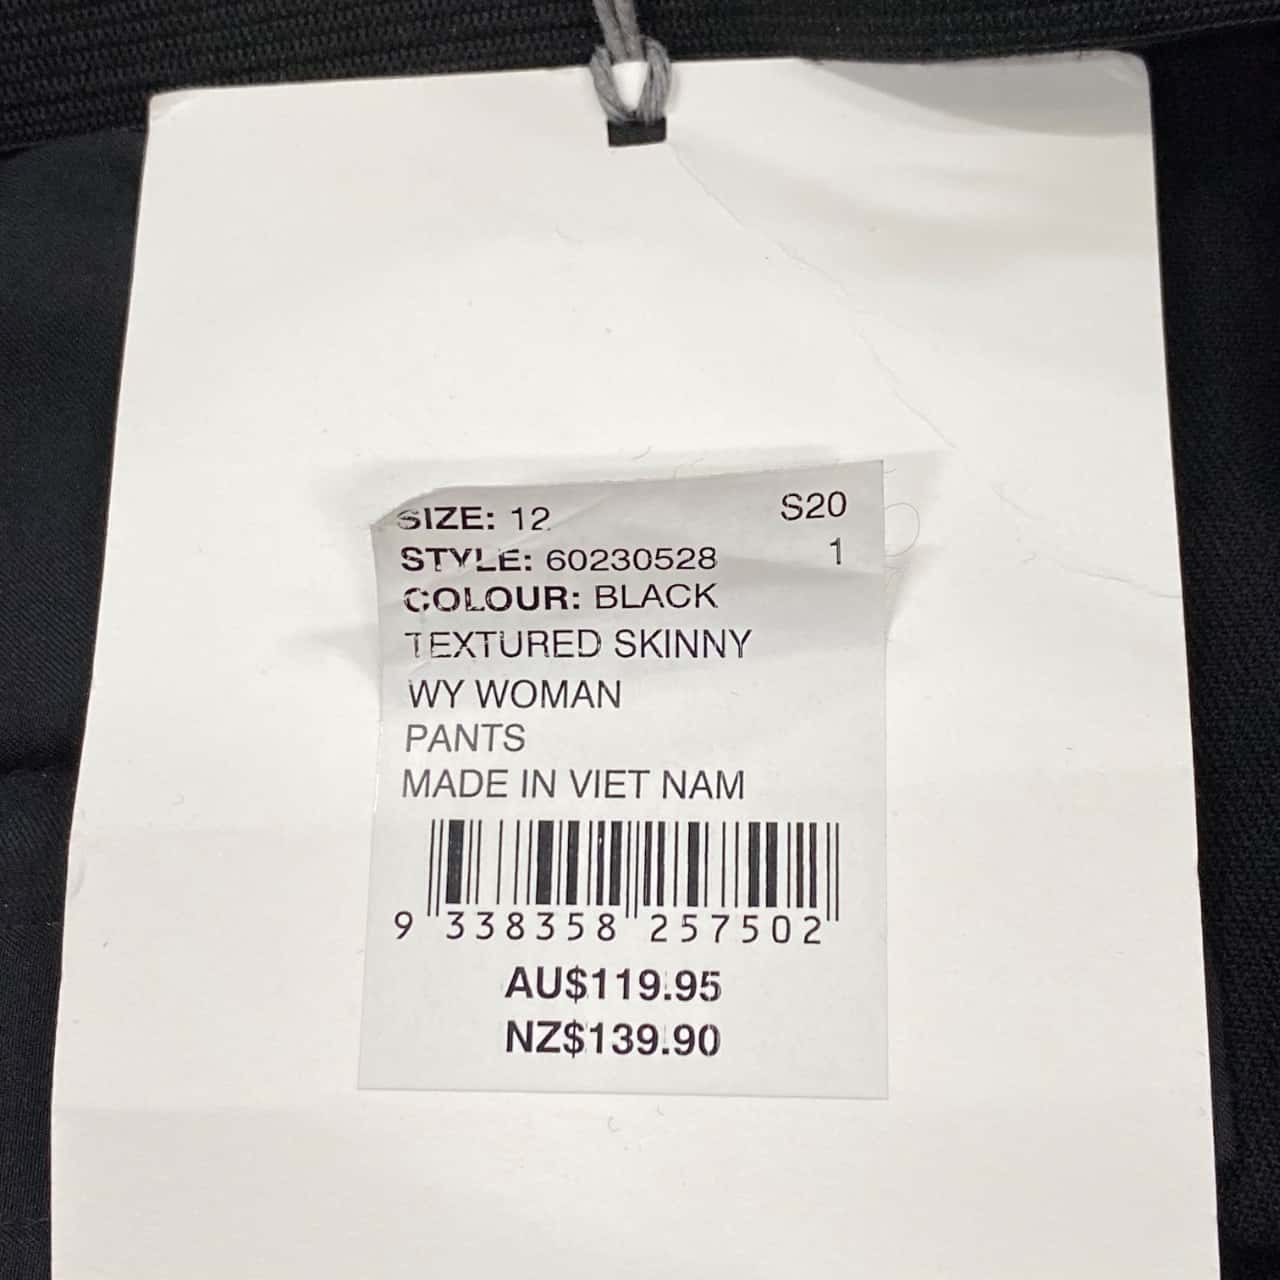 SIZE: 12 S20
STYLE: 60230528 1
COLOUR: BLACK
TEXTURED SKINNY
WY WOMAN
PANTS
MADE IN VIET NAM
9 338358 257502
AU$119.95
NZ$139.90